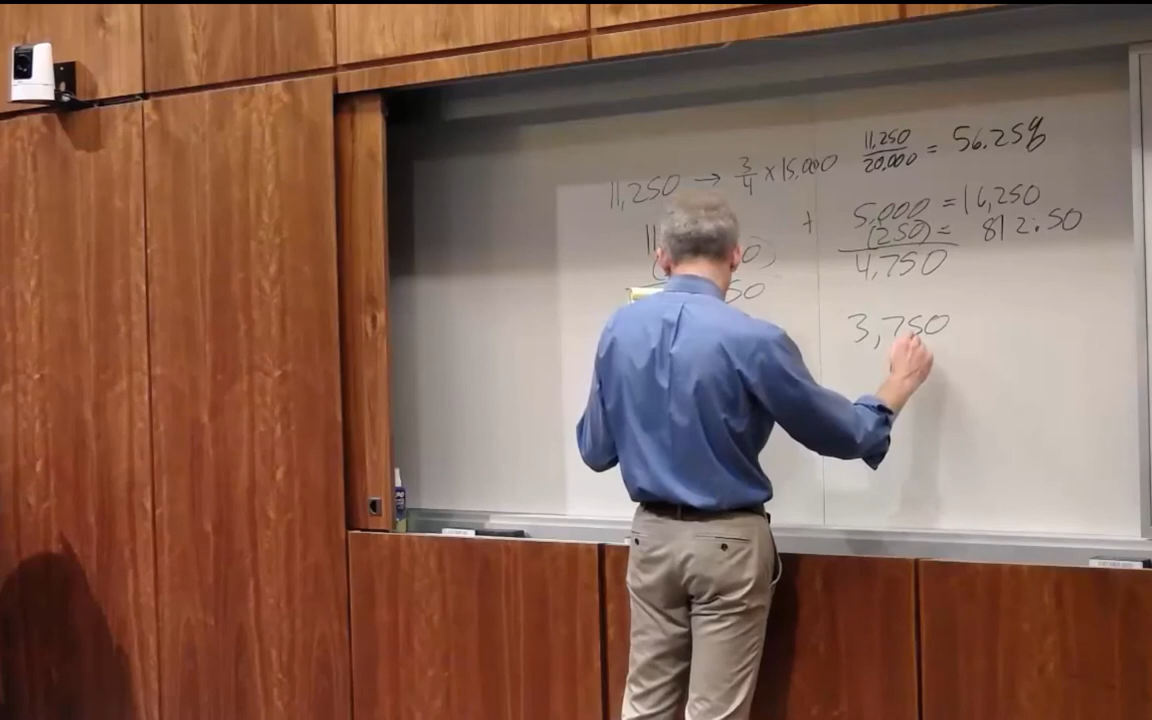 11,250 → 3/4 x 15,000
11,250/20,000 = 56.25%
+ 5,000 = 16,250
(250) = 812.50
4,750
3,750